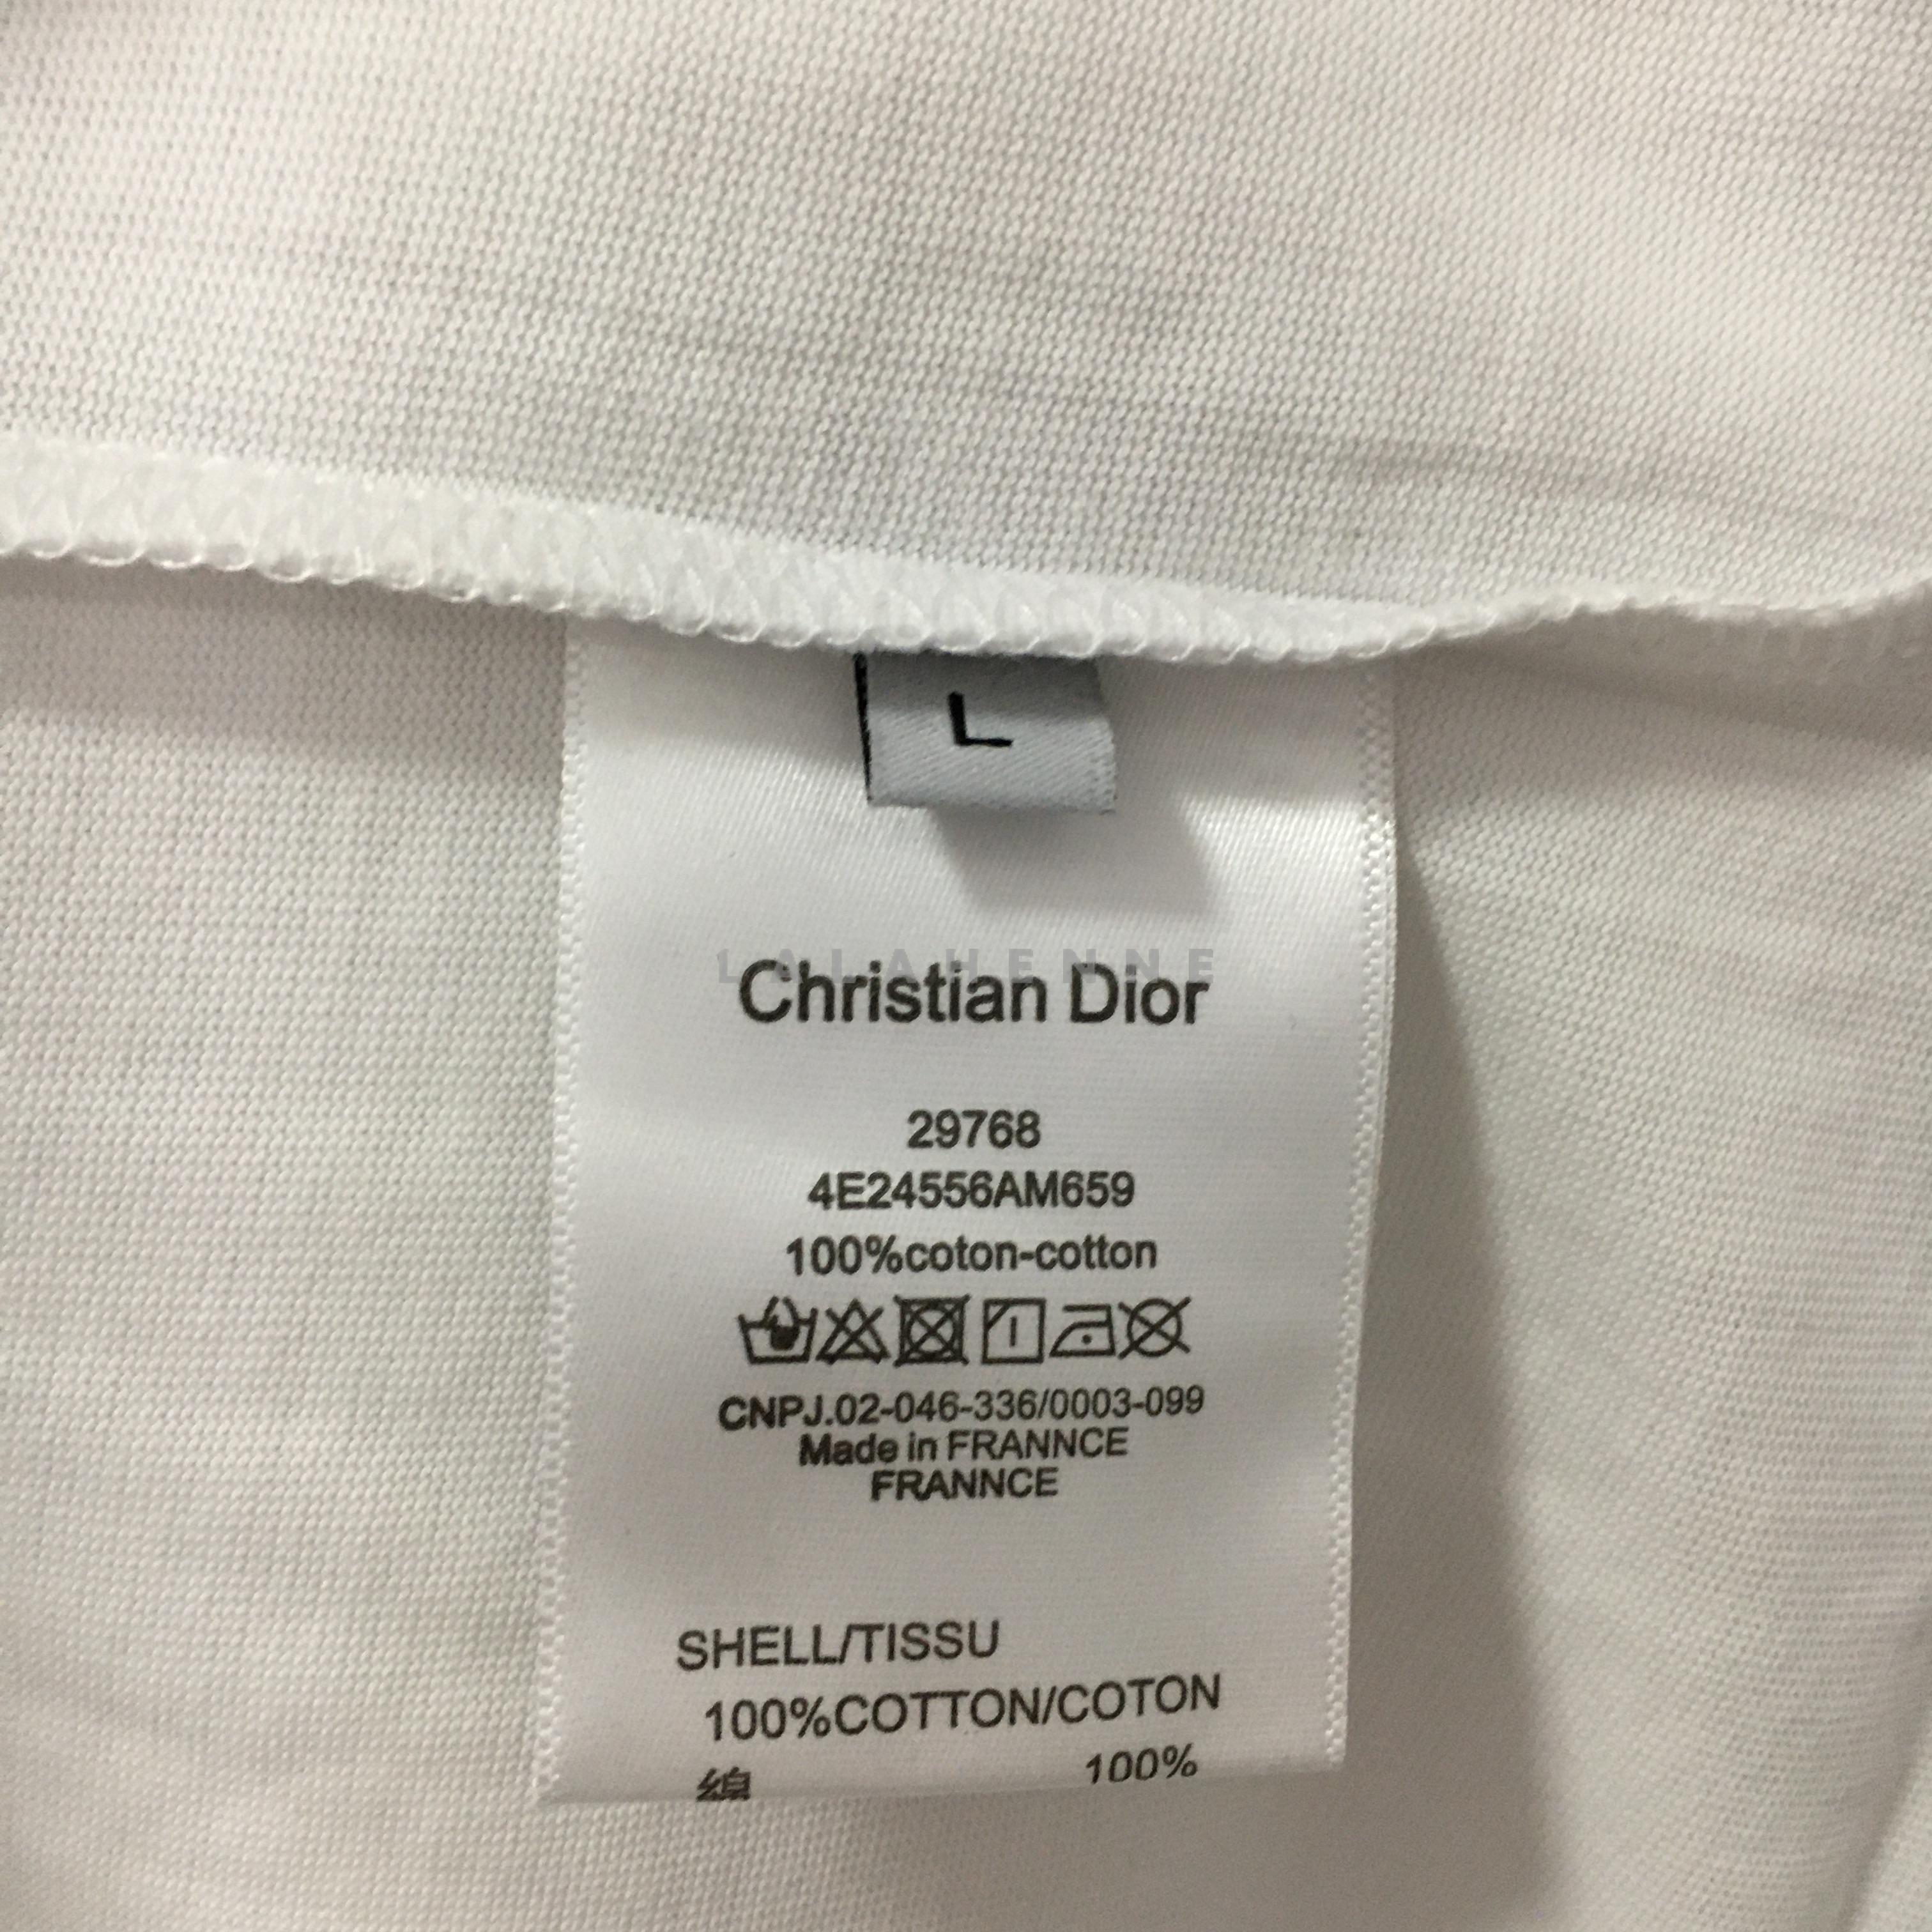 L
LALAHENNE
Christian Dior
29768
4E24556AM659
100%coton-cotton
CNPJ.02-046-336/0003-099
Made in FRANNCE
FRANNCE
SHELL/TISSU
100%COTTON/COTON
100%